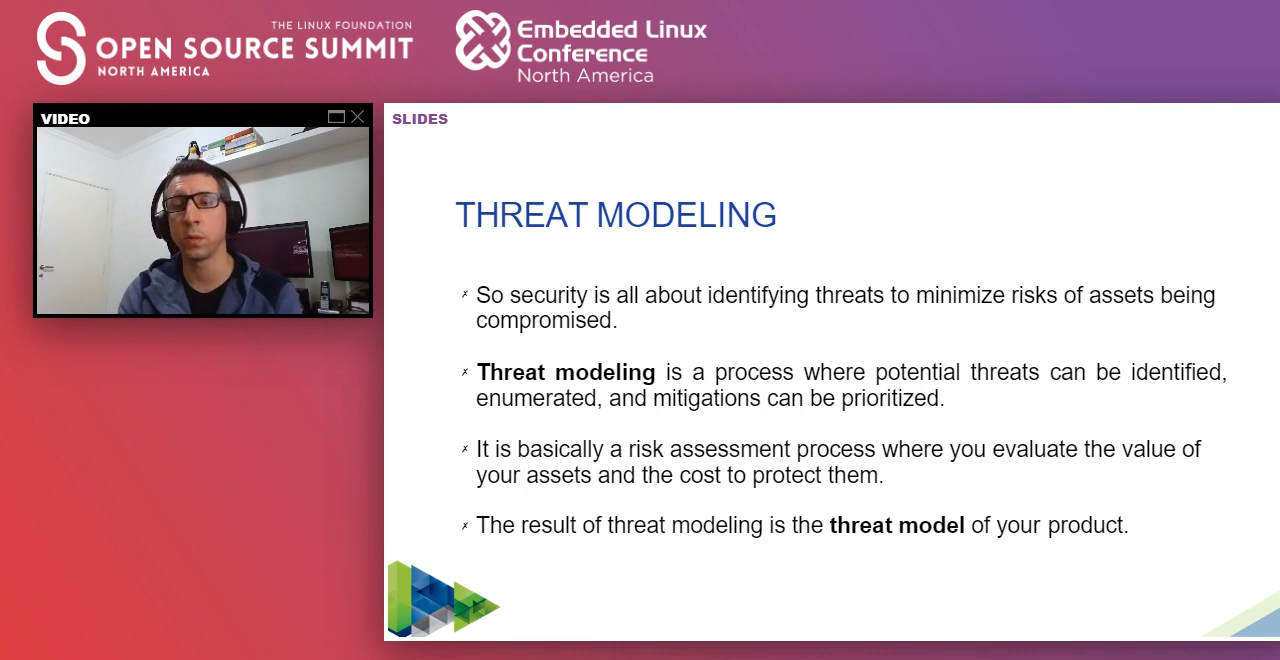 THE LINUX FOUNDATION
OPEN SOURCE SUMMIT
NORTH AMERICA
Embedded Linux
Conference
North America
VIDEO
SLIDES
THREAT MODELING
✗ So security is all about identifying threats to minimize risks of assets being
compromised.
✗ Threat modeling is a process where potential threats can be identified,
enumerated, and mitigations can be prioritized.
✗ It is basically a risk assessment process where you evaluate the value of
your assets and the cost to protect them.
✗ The result of threat modeling is the threat model of your product.